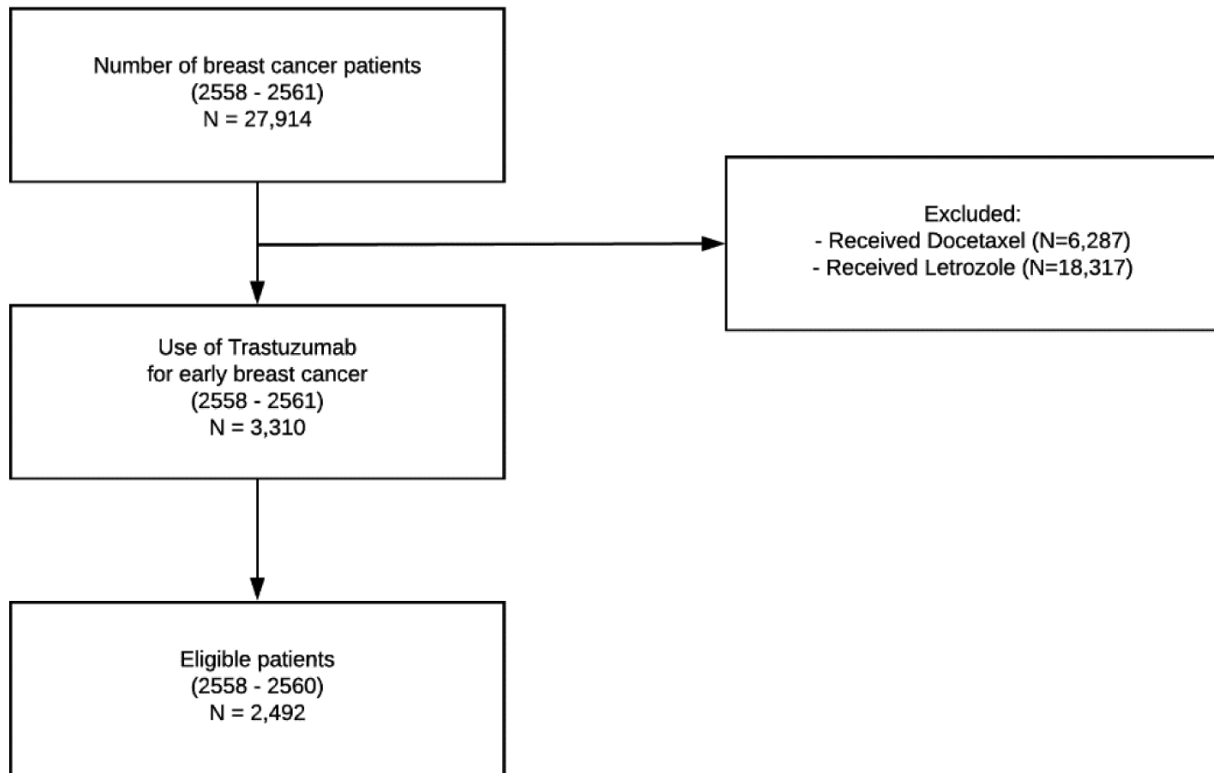 Number of breast cancer patients
(2558 - 2561)
N = 27,914
Excluded:
- Received Docetaxel (N=6,287)
- Received Letrozole (N=18,317)
Use of Trastuzumab
for early breast cancer
(2558 - 2561)
N = 3,310
Eligible patients
(2558 - 2560)
N = 2,492